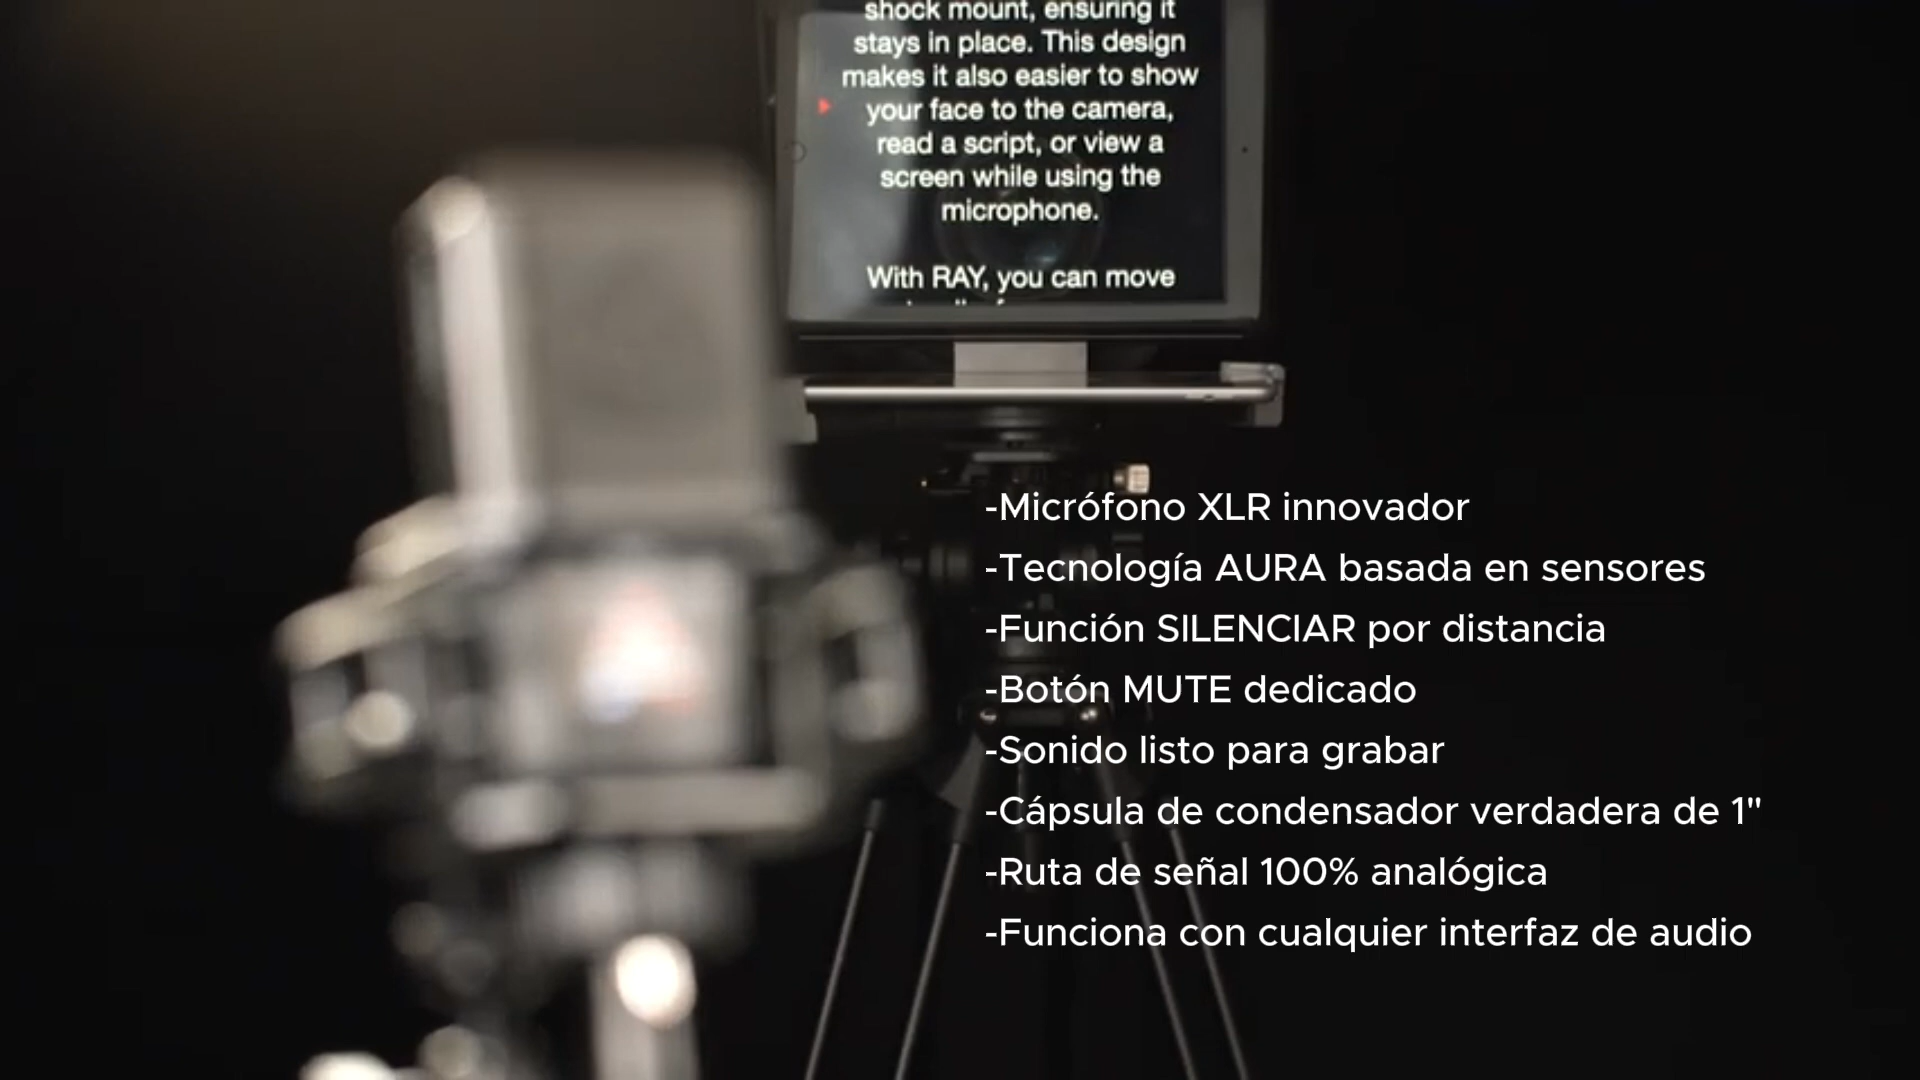 shock mount, ensuring it
stays in place. This design
makes it also easier to show
your face to the camera,
read a script, or view a
screen while using the
microphone.
With RAY, you can move
-Micrófono XLR innovador
-Tecnología AURA basada en sensores
-Función SILENCIAR por distancia
-Botón MUTE dedicado
-Sonido listo para grabar
-Cápsula de condensador verdadera de 1"
-Ruta de señal 100% analógica
-Funciona con cualquier interfaz de audio